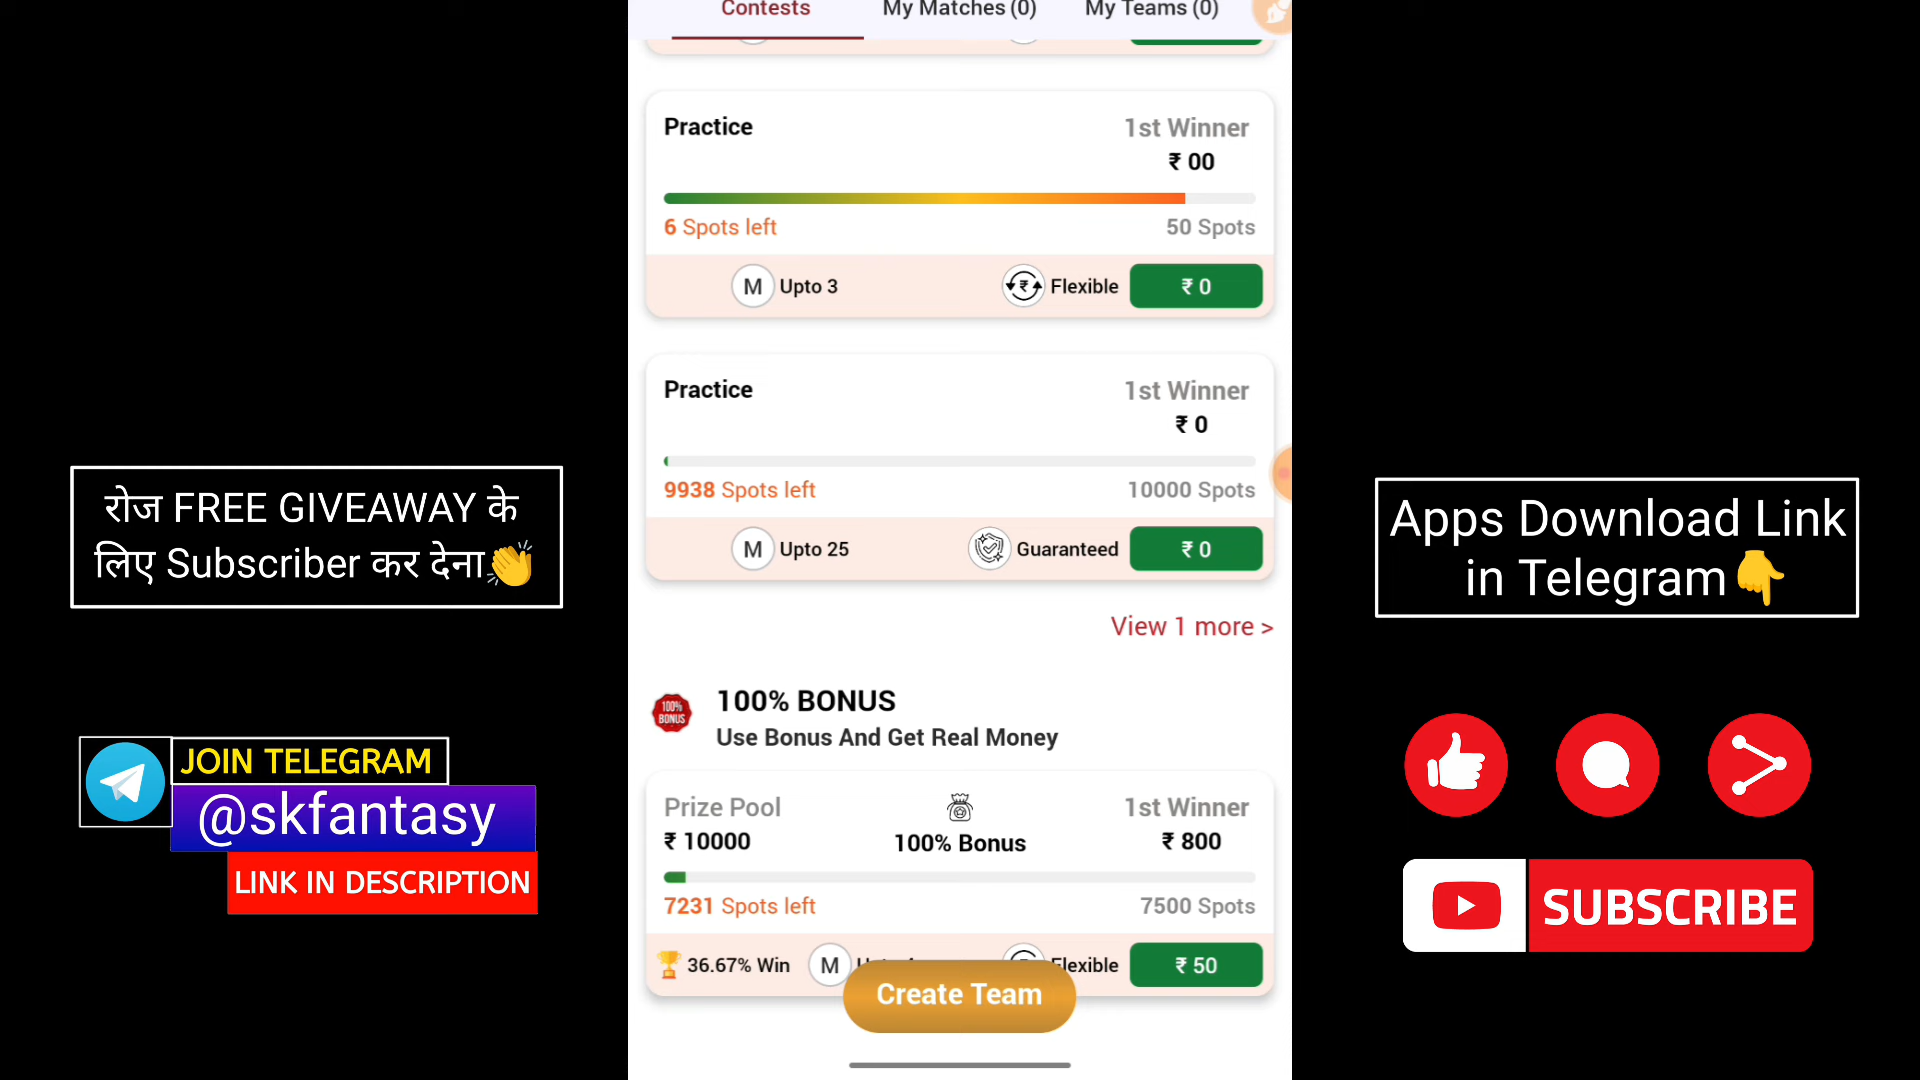 Contests
My Matches (0)
My Teams (0)
Practice
1st Winner
₹ 00
6 Spots left
50 Spots
M Upto 3
Flexible
₹ 0
Practice
1st Winner
₹ 0
9938 Spots left
10000 Spots
M Upto 25
Guaranteed
₹ 0
View 1 more >
100% BONUS
100% BONUS
Use Bonus And Get Real Money
Prize Pool
₹ 10000
100% Bonus
1st Winner
₹ 800
7231 Spots left
7500 Spots
36.67% Win
M
Flexible
₹ 50
Create Team
रोज FREE GIVEAWAY के
लिए Subscriber कर देना👏
JOIN TELEGRAM
@skfantasy
LINK IN DESCRIPTION
Apps Download Link
in Telegram👇
SUBSCRIBE